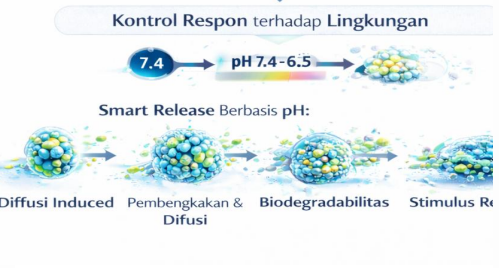 Kontrol Respon terhadap Lingkungan
7.4
pH 7.4-6.5
Smart Release Berbasis pH:
Diffusi Induced
Pembengkakan &
Difusi
Biodegradabilitas
Stimulus Re